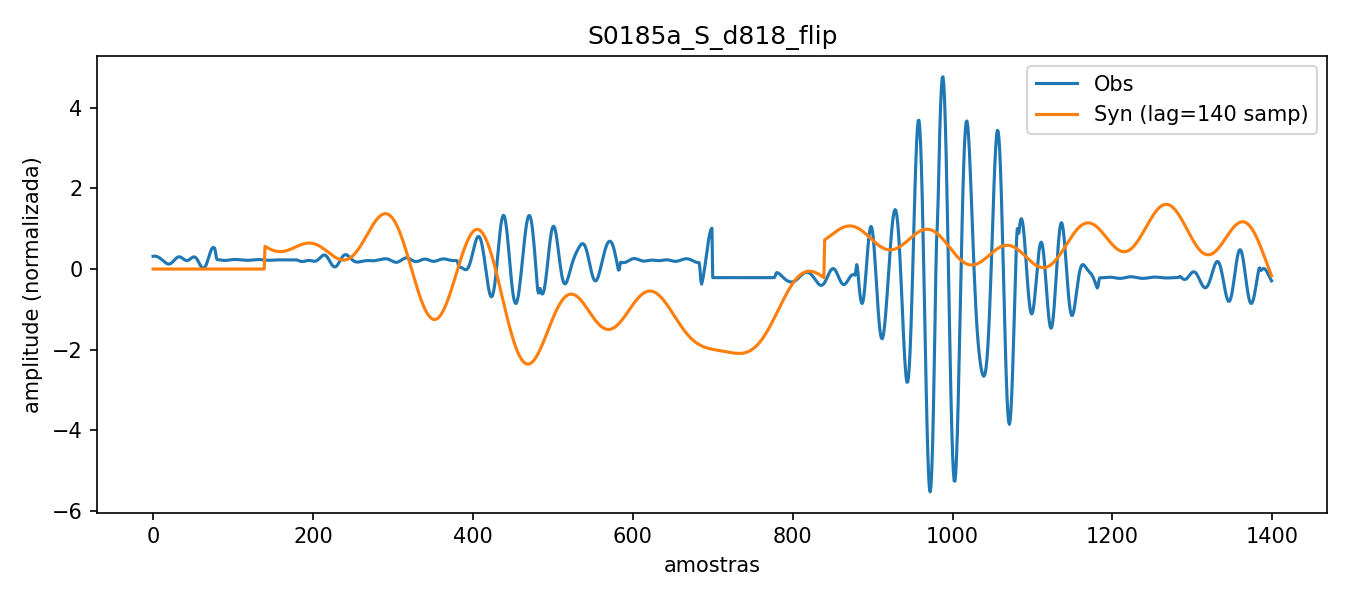 S0185a_S_d818_flip
Obs
Syn (lag=140 samp)
amplitude (normalizada)
4
2
0
−2
−4
−6
0 200 400 600 800 1000 1200 1400
amostras